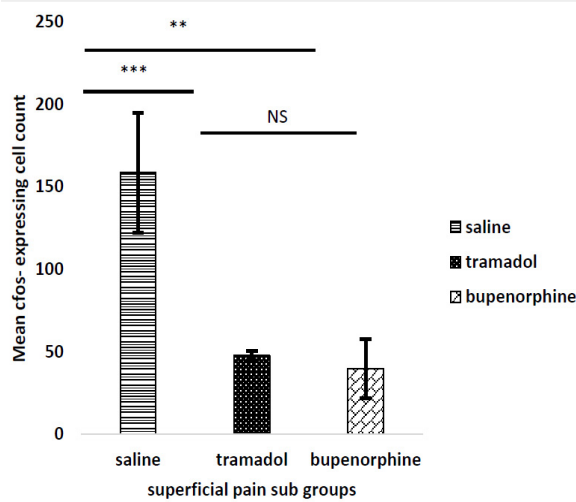 250
200
150
100
50
0
Mean cfos- expressing cell count
**
***
NS
saline
tramadol
bupenorphine
saline tramadol bupenorphine
superficial pain sub groups